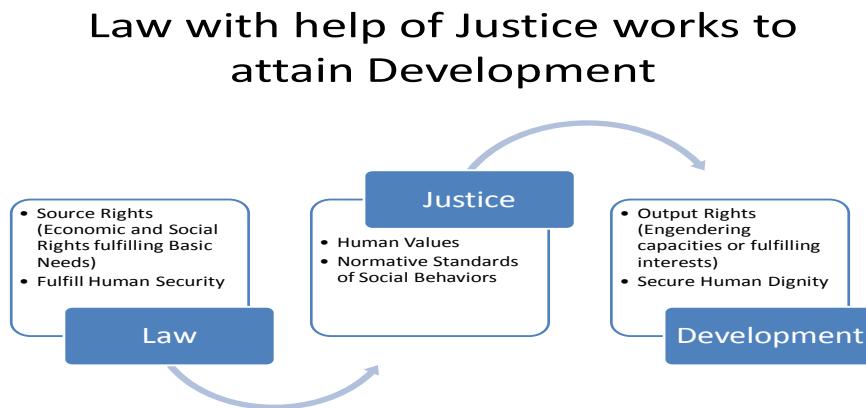 Law with help of Justice works to
attain Development
• Source Rights
(Economic and Social
Rights fulfilling Basic
Needs)
• Fulfill Human Security
Law
Justice
• Human Values
• Normative Standards
of Social Behaviors
• Output Rights
(Engendering
capacities or fulfilling
interests)
• Secure Human Dignity
Development